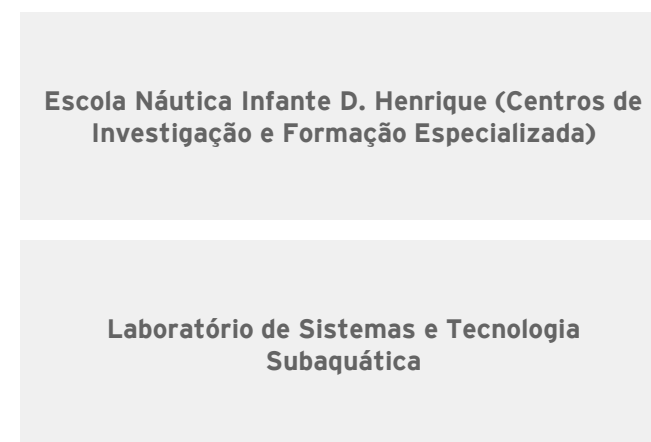 Escola Náutica Infante D. Henrique (Centros de
Investigação e Formação Especializada)
Laboratório de Sistemas e Tecnologia
Subaquática